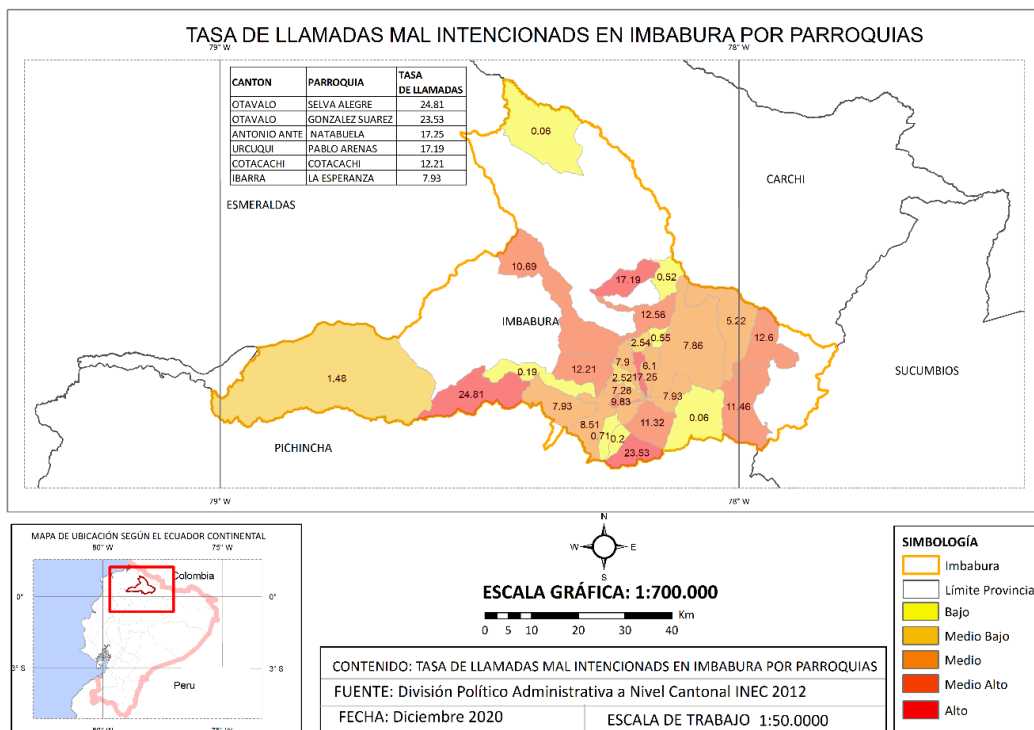 TASA DE LLAMADAS MAL INTENCIONADS EN IMBABURA POR PARROQUIAS
79° W
78° W
CANTON PARROQUIA TASA DE LLAMADAS
OTAVALO SELVA ALEGRE 24.81
OTAVALO GONZALEZ SUAREZ 23.53
ANTONIO ANTE NATABUELA 17.25
URCUQUI PABLO ARENAS 17.19
COTACACHI COTACACHI 12.21
IBARRA LA ESPERANZA 7.93
0.06
CARCHI
ESMERALDAS
10.69
17.19
0.52
IMBABURA
12.56
5.22
12.6
2.54
0.55
7.86
7.9
6.1
12.21
0.19
2.52
17.25
SUCUMBIOS
1.48
24.81
7.28
7.93
7.93
9.83
11.46
0.06
8.51
11.32
0.71
0.2
PICHINCHA
23.53
79° W
78° W
MAPA DE UBICACIÓN SEGÚN EL ECUADOR CONTINENTAL
80° W
75° W
Colombia
0°
0°
3° S
3° S
Peru
80° W
75° W
N
W
E
S
ESCALA GRÁFICA: 1:700.000
Km
0 5 10 20 30 40
CONTENIDO: TASA DE LLAMADAS MAL INTENCIONADS EN IMBABURA POR PARROQUIAS
FUENTE: División Político Administrativa a Nivel Cantonal INEC 2012
FECHA: Diciembre 2020
ESCALA DE TRABAJO 1:50.0000
SIMBOLOGÍA
Imbabura
Límite Provincia
Bajo
Medio Bajo
Medio
Medio Alto
Alto